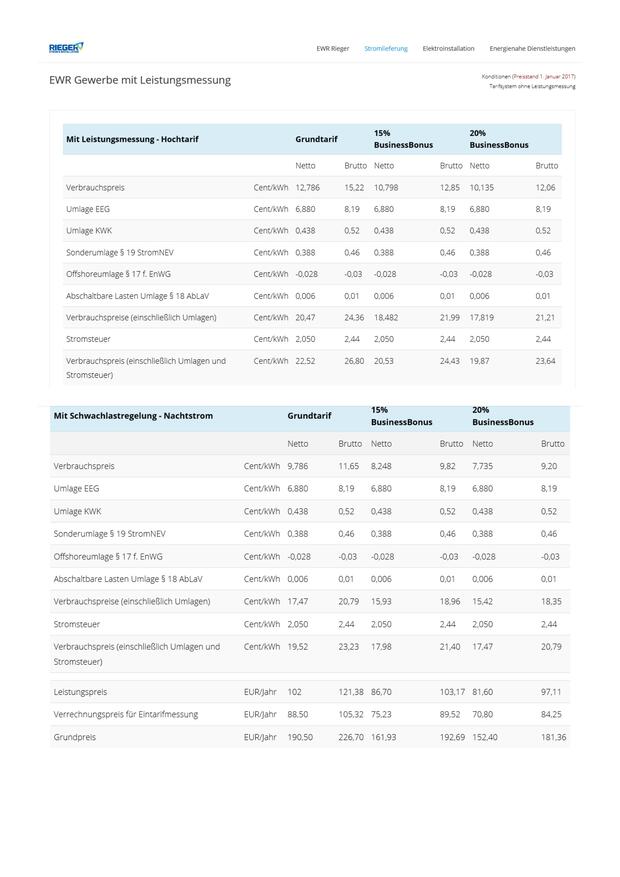 RIEGER
EWR Rieger Stromlieferung Elektroinstallation Energienahe Dienstleistungen
EWR Gewerbe mit Leistungsmessung
Konditionen (Preisstand 1. Januar 2017)
Tarifsystem ohne Leistungsmessung
Mit Leistungsmessung - Hochtarif Grundtarif 15% BusinessBonus 20% BusinessBonus
Netto Brutto Netto Brutto Netto Brutto
Verbrauchspreis Cent/kWh 12,786 15,22 10,798 12,85 10,135 12,06
Umlage EEG Cent/kWh 6,880 8,19 6,880 8,19 6,880 8,19
Umlage KWK Cent/kWh 0,438 0,52 0,438 0,52 0,438 0,52
Sonderumlage § 19 StromNEV Cent/kWh 0,388 0,46 0,388 0,46 0,388 0,46
Offshoreumlage § 17 f. EnWG Cent/kWh -0,028 -0,03 -0,028 -0,03 -0,028 -0,03
Abschaltbare Lasten Umlage § 18 AbLaV Cent/kWh 0,006 0,01 0,006 0,01 0,006 0,01
Verbrauchspreise (einschließlich Umlagen) Cent/kWh 20,47 24,36 18,482 21,99 17,819 21,21
Stromsteuer Cent/kWh 2,050 2,44 2,050 2,44 2,050 2,44
Verbrauchspreis (einschließlich Umlagen und Cent/kWh 22,52 26,80 20,53 24,43 19,87 23,64
Stromsteuer)
Mit Schwachlastregelung - Nachtstrom Grundtarif 15% BusinessBonus 20% BusinessBonus
Netto Brutto Netto Brutto Netto Brutto
Verbrauchspreis Cent/kWh 9,786 11,65 8,248 9,82 7,735 9,20
Umlage EEG Cent/kWh 6,880 8,19 6,880 8,19 6,880 8,19
Umlage KWK Cent/kWh 0,438 0,52 0,438 0,52 0,438 0,52
Sonderumlage § 19 StromNEV Cent/kWh 0,388 0,46 0,388 0,46 0,388 0,46
Offshoreumlage § 17 f. EnWG Cent/kWh -0,028 -0,03 -0,028 -0,03 -0,028 -0,03
Abschaltbare Lasten Umlage § 18 AbLaV Cent/kWh 0,006 0,01 0,006 0,01 0,006 0,01
Verbrauchspreise (einschließlich Umlagen) Cent/kWh 17,47 20,79 15,93 18,96 15,42 18,35
Stromsteuer Cent/kWh 2,050 2,44 2,050 2,44 2,050 2,44
Verbrauchspreis (einschließlich Umlagen und Cent/kWh 19,52 23,23 17,98 21,40 17,47 20,79
Stromsteuer)
Leistungspreis EUR/Jahr 102 121,38 86,70 103,17 81,60 97,11
Verrechnungspreis für Eintarifmessung EUR/Jahr 88,50 105,32 75,23 89,52 70,80 84,25
Grundpreis EUR/Jahr 190,50 226,70 161,93 192,69 152,40 181,36